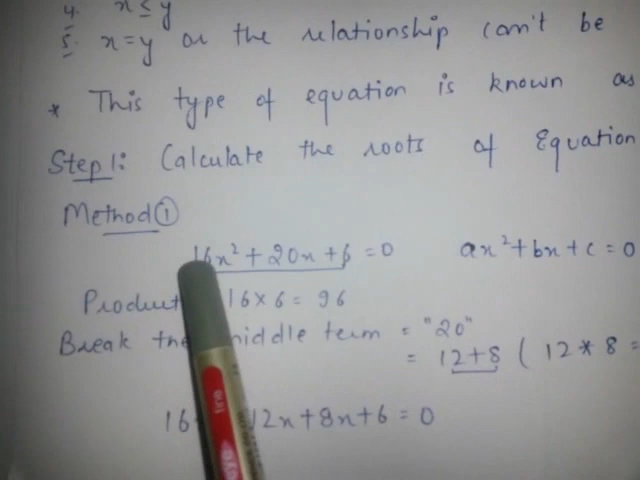 4. x ≤ y
5. x=y or the relationship can't be
* This type of equation is known as
Step 1: Calculate the roots of Equation
Method ①
16x² + 20x + 6 = 0 ax² + bx + c = 0
Product 16 × 6 = 96
Break the middle term = "20"
= 12+8 ( 12 * 8 =
16 12x + 8x + 6 = 0